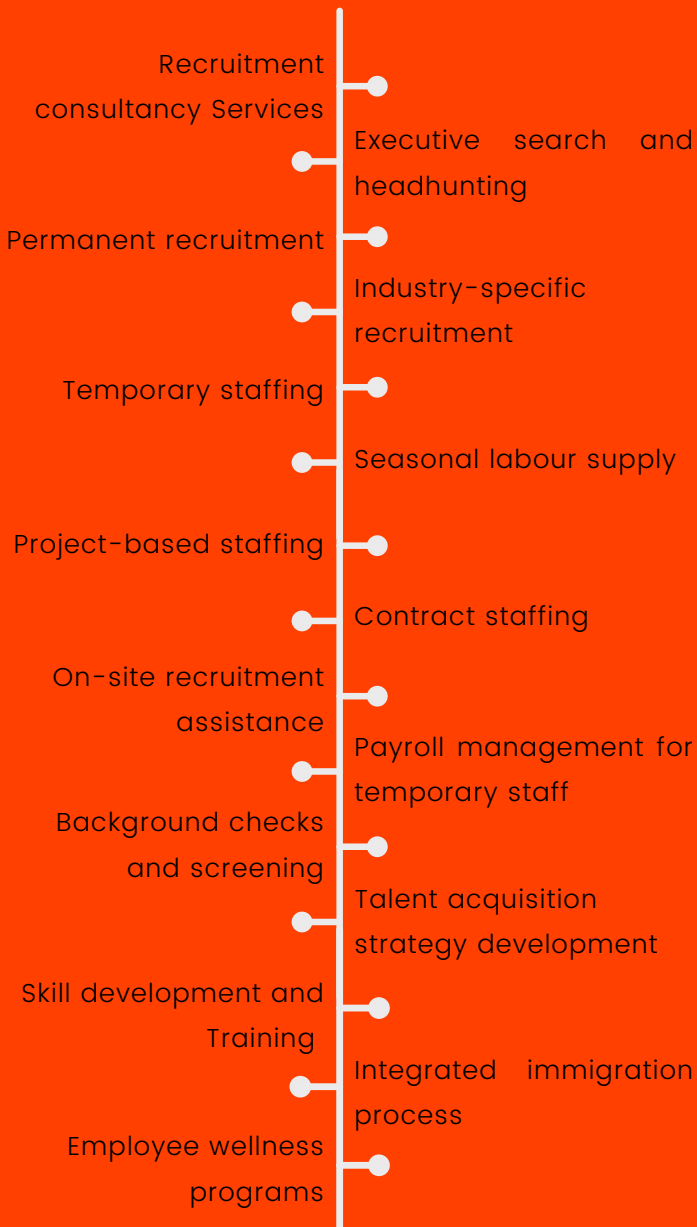 Recruitment
consultancy Services
Executive search and
headhunting
Permanent recruitment
Industry-specific
recruitment
Temporary staffing
Seasonal labour supply
Project-based staffing
Contract staffing
On-site recruitment
assistance
Payroll management for
temporary staff
Background checks
and screening
Talent acquisition
strategy development
Skill development and
Training
Integrated immigration
process
Employee wellness
programs